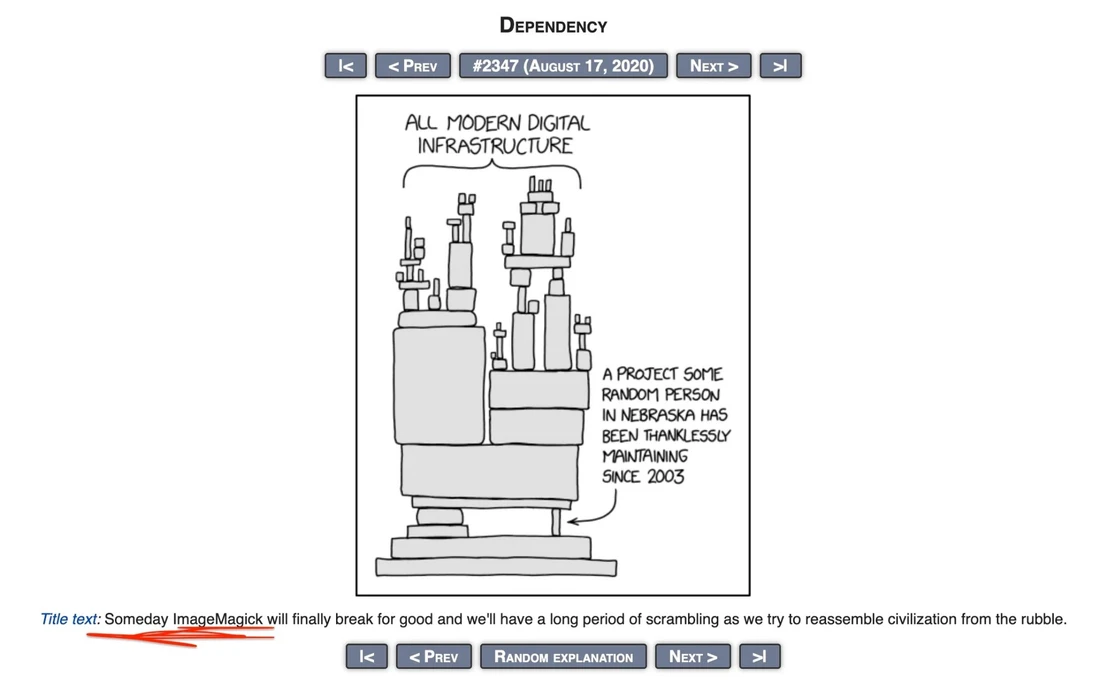 Dependency
|<
< Prev
#2347 (August 17, 2020)
Next >
>|
ALL MODERN DIGITAL
INFRASTRUCTURE
A PROJECT SOME
RANDOM PERSON
IN NEBRASKA HAS
BEEN THANKLESSLY
MAINTAINING
SINCE 2003
Title text: Someday ImageMagick will finally break for good and we'll have a long period of scrambling as we try to reassemble civilization from the rubble.
|<
< Prev
Random explanation
Next >
>|